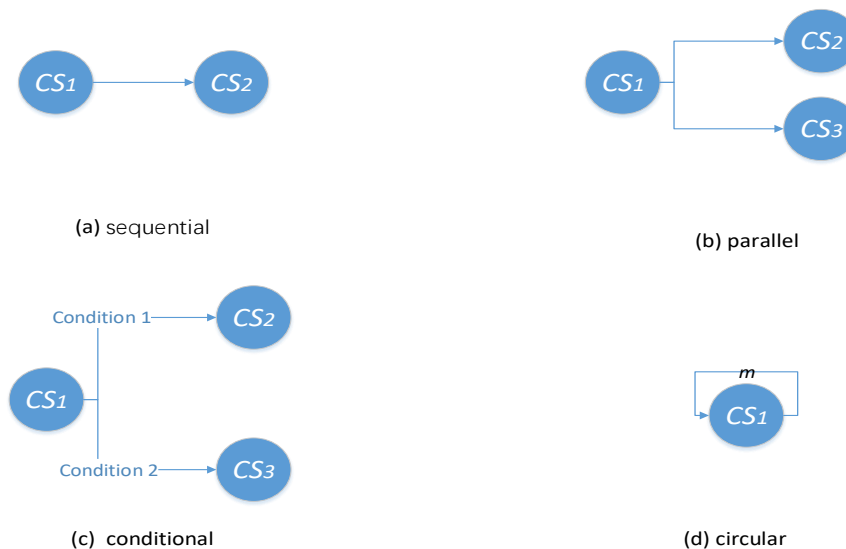 CS1
CS2
(a) sequential
CS1
CS2
CS3
(b) parallel
Condition 1
CS2
CS1
Condition 2
CS3
(c) conditional
m
CS1
(d) circular